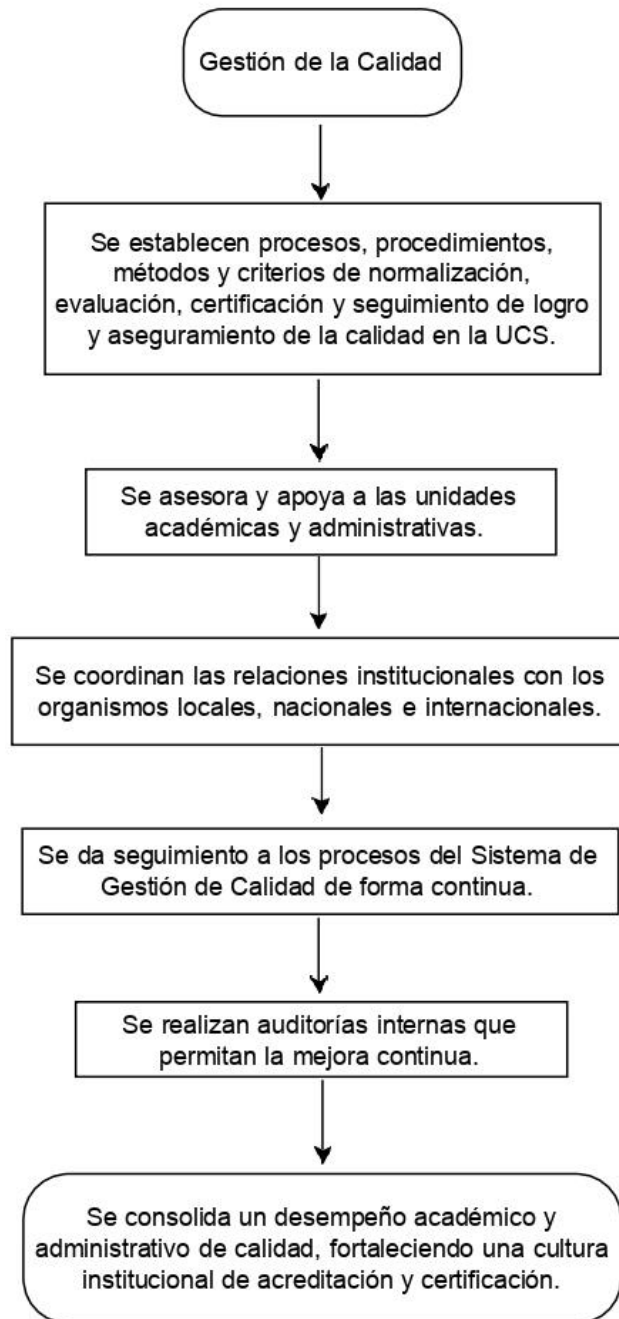 Gestión de la Calidad
Se establecen procesos, procedimientos,
métodos y criterios de normalización,
evaluación, certificación y seguimiento de logro
y aseguramiento de la calidad en la UCS.
Se asesora y apoya a las unidades
académicas y administrativas.
Se coordinan las relaciones institucionales con los
organismos locales, nacionales e internacionales.
Se da seguimiento a los procesos del Sistema de
Gestión de Calidad de forma continua.
Se realizan auditorías internas que
permitan la mejora continua.
Se consolida un desempeño académico y
administrativo de calidad, fortaleciendo una cultura
institucional de acreditación y certificación.